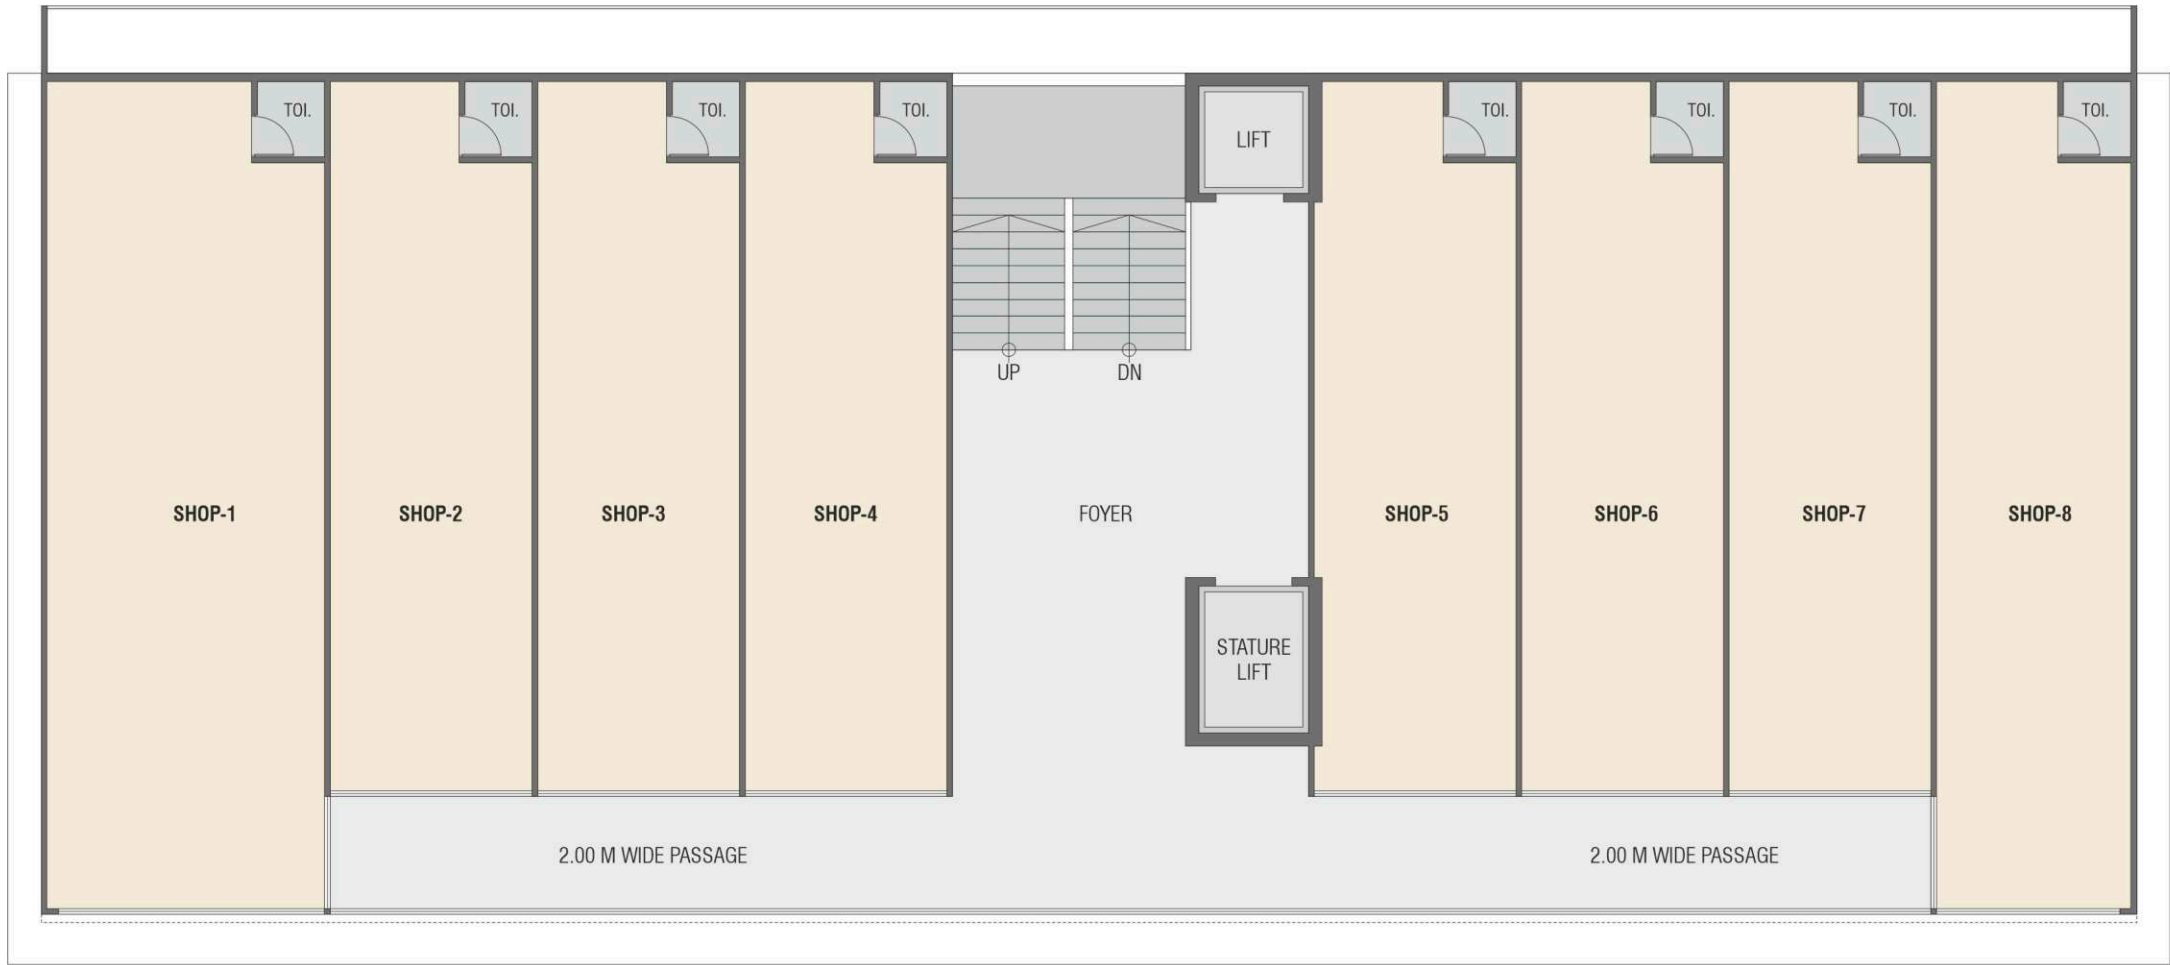 TOI.
TOI.
TOI.
TOI.
LIFT
TOI.
TOI.
TOI.
TOI.
UP
DN
SHOP-1
SHOP-2
SHOP-3
SHOP-4
FOYER
SHOP-5
SHOP-6
SHOP-7
SHOP-8
STATURE
LIFT
2.00 M WIDE PASSAGE
2.00 M WIDE PASSAGE